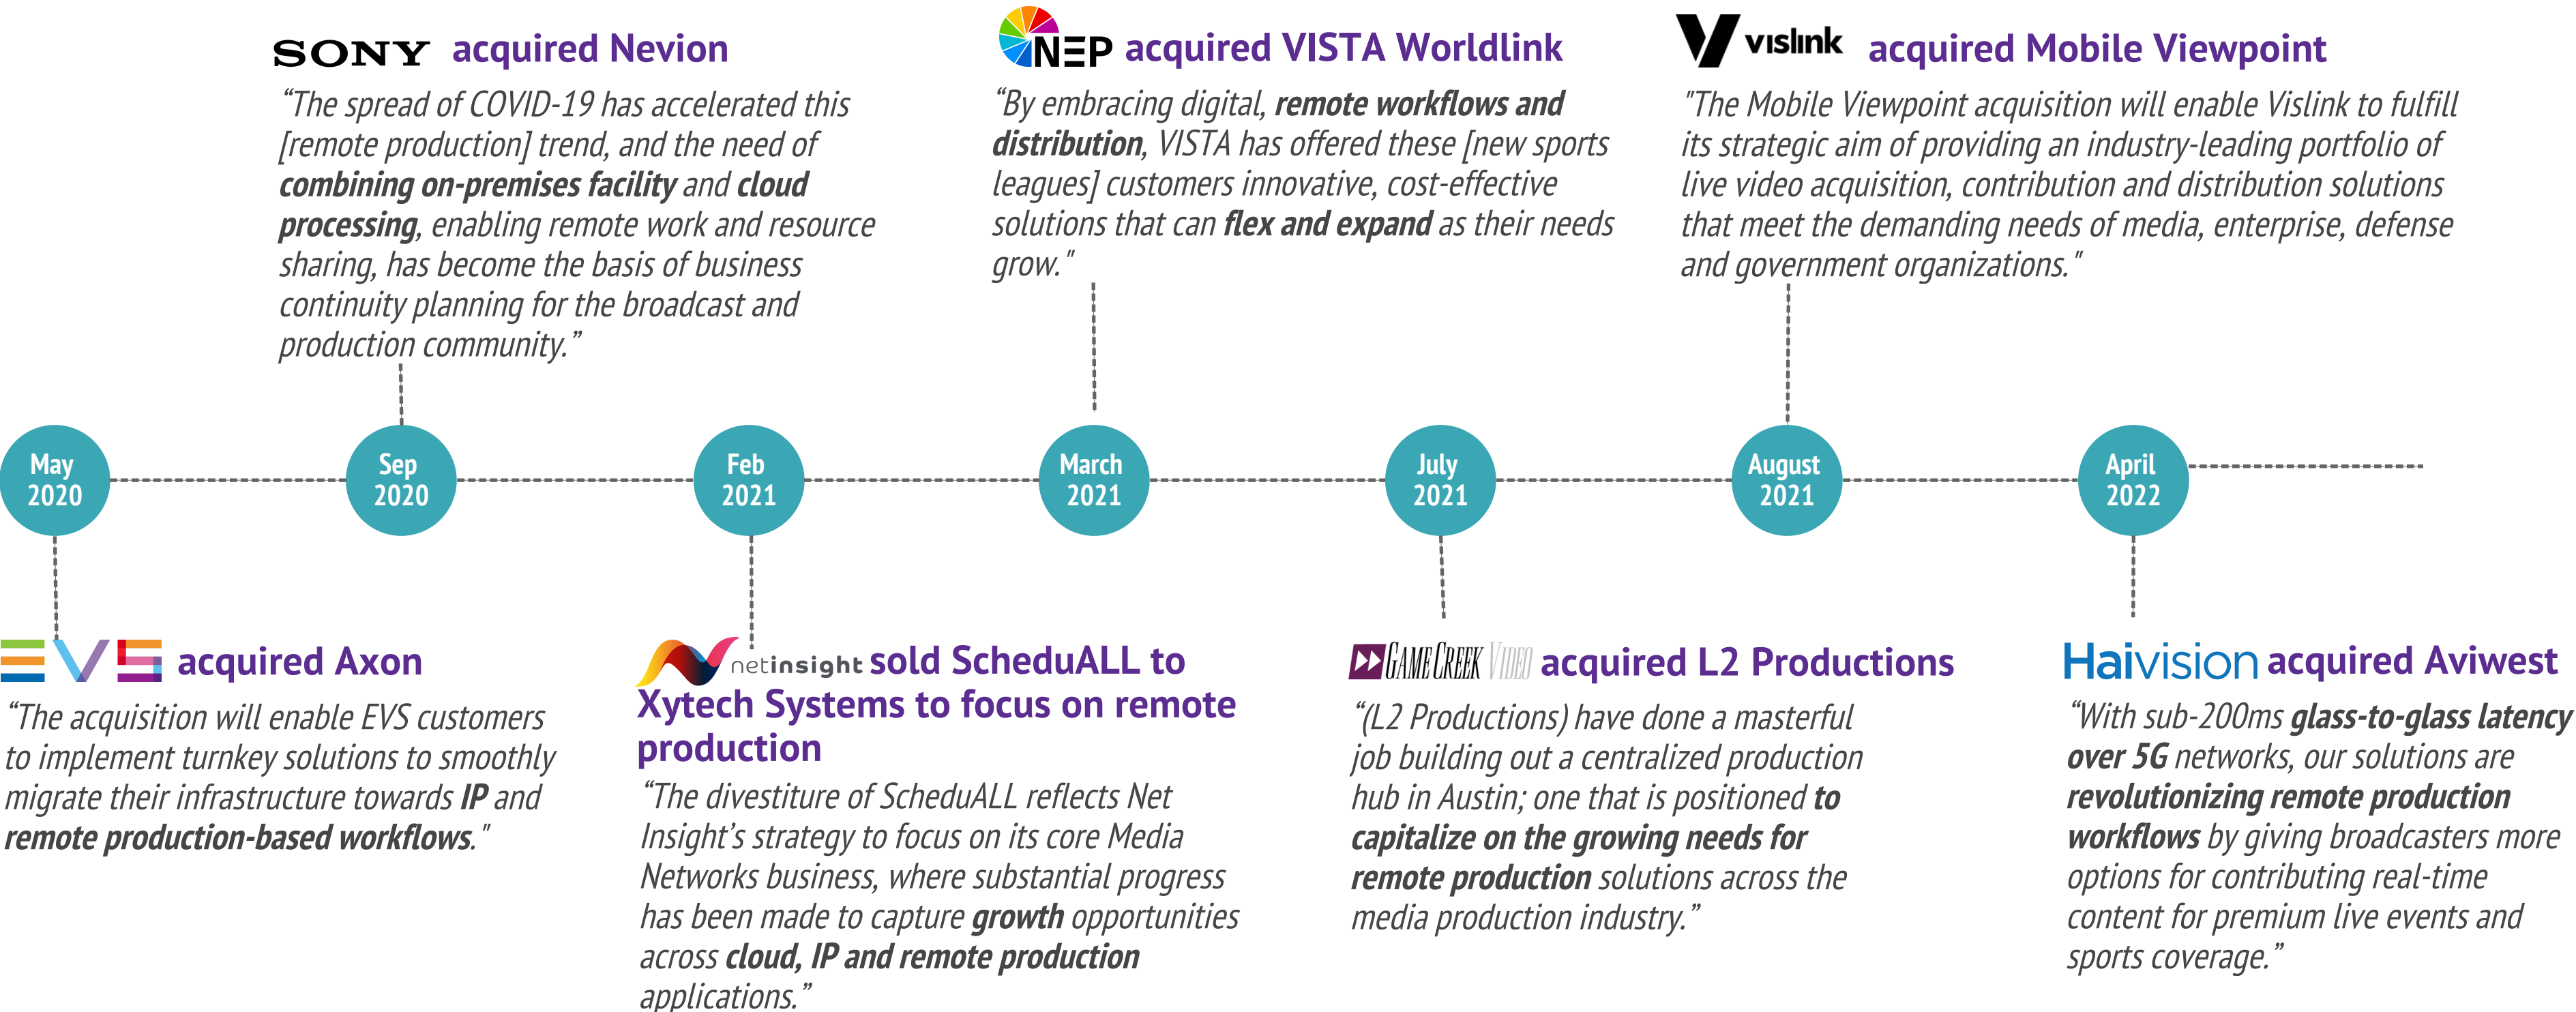 SONY acquired Nevion
“The spread of COVID-19 has accelerated this
[remote production] trend, and the need of
combining on-premises facility and cloud
processing, enabling remote work and resource
sharing, has become the basis of business
continuity planning for the broadcast and
production community.”
NEP acquired VISTA Worldlink
“By embracing digital, remote workflows and
distribution, VISTA has offered these [new sports
leagues] customers innovative, cost-effective
solutions that can flex and expand as their needs
grow."
vislink acquired Mobile Viewpoint
"The Mobile Viewpoint acquisition will enable Vislink to fulfill
its strategic aim of providing an industry-leading portfolio of
live video acquisition, contribution and distribution solutions
that meet the demanding needs of media, enterprise, defense
and government organizations."
May
2020
Sep
2020
Feb
2021
March
2021
July
2021
August
2021
April
2022
EVS acquired Axon
“The acquisition will enable EVS customers
to implement turnkey solutions to smoothly
migrate their infrastructure towards IP and
remote production-based workflows."
netinsight sold ScheduALL to
Xytech Systems to focus on remote
production
“The divestiture of ScheduALL reflects Net
Insight’s strategy to focus on its core Media
Networks business, where substantial progress
has been made to capture growth opportunities
across cloud, IP and remote production
applications.”
GAME CREEK VIDEO acquired L2 Productions
“(L2 Productions) have done a masterful
job building out a centralized production
hub in Austin; one that is positioned to
capitalize on the growing needs for
remote production solutions across the
media production industry.”
Haivision acquired Aviwest
“With sub-200ms glass-to-glass latency
over 5G networks, our solutions are
revolutionizing remote production
workflows by giving broadcasters more
options for contributing real-time
content for premium live events and
sports coverage.”